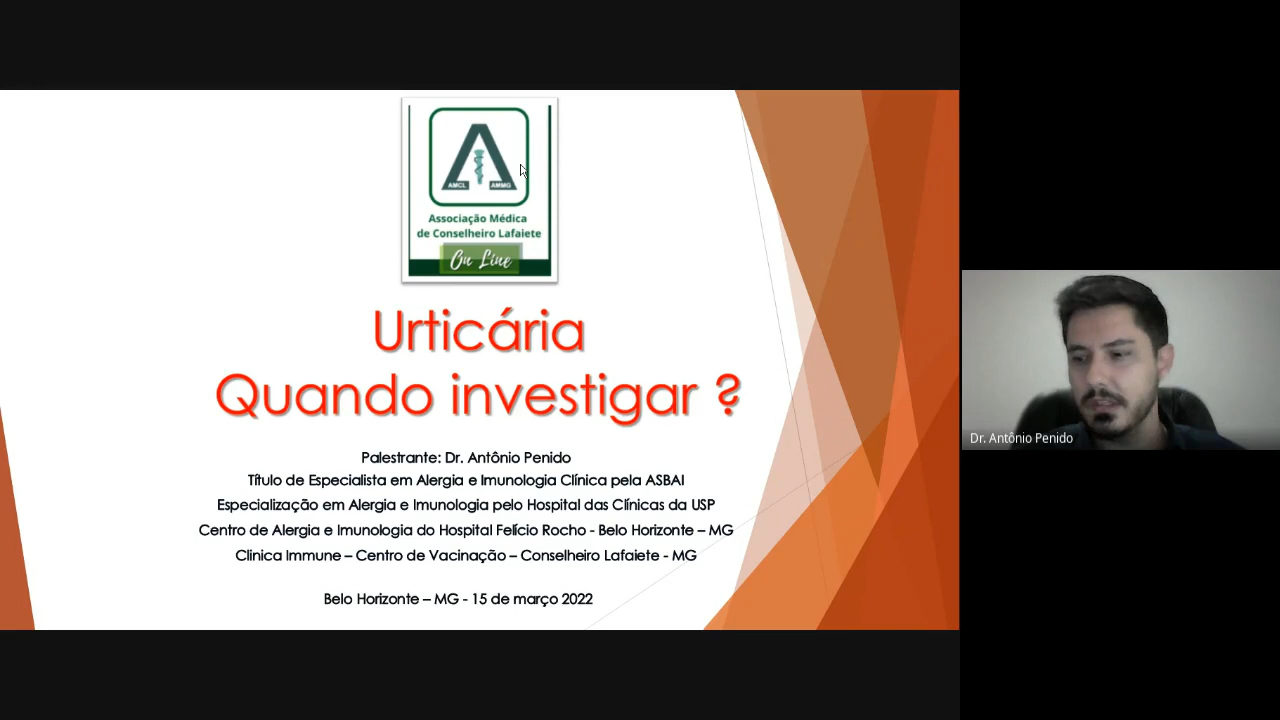 AMCL AMMG
Associação Médica
de Conselheiro Lafaiete
On Line
Urticária
Quando investigar ?
Palestrante: Dr. Antônio Penido
Título de Especialista em Alergia e Imunologia Clínica pela ASBAI
Especialização em Alergia e Imunologia pelo Hospital das Clínicas da USP
Centro de Alergia e Imunologia do Hospital Felício Rocho - Belo Horizonte – MG
Clinica Immune – Centro de Vacinação – Conselheiro Lafaiete - MG
Belo Horizonte – MG - 15 de março 2022
Dr. Antônio Penido